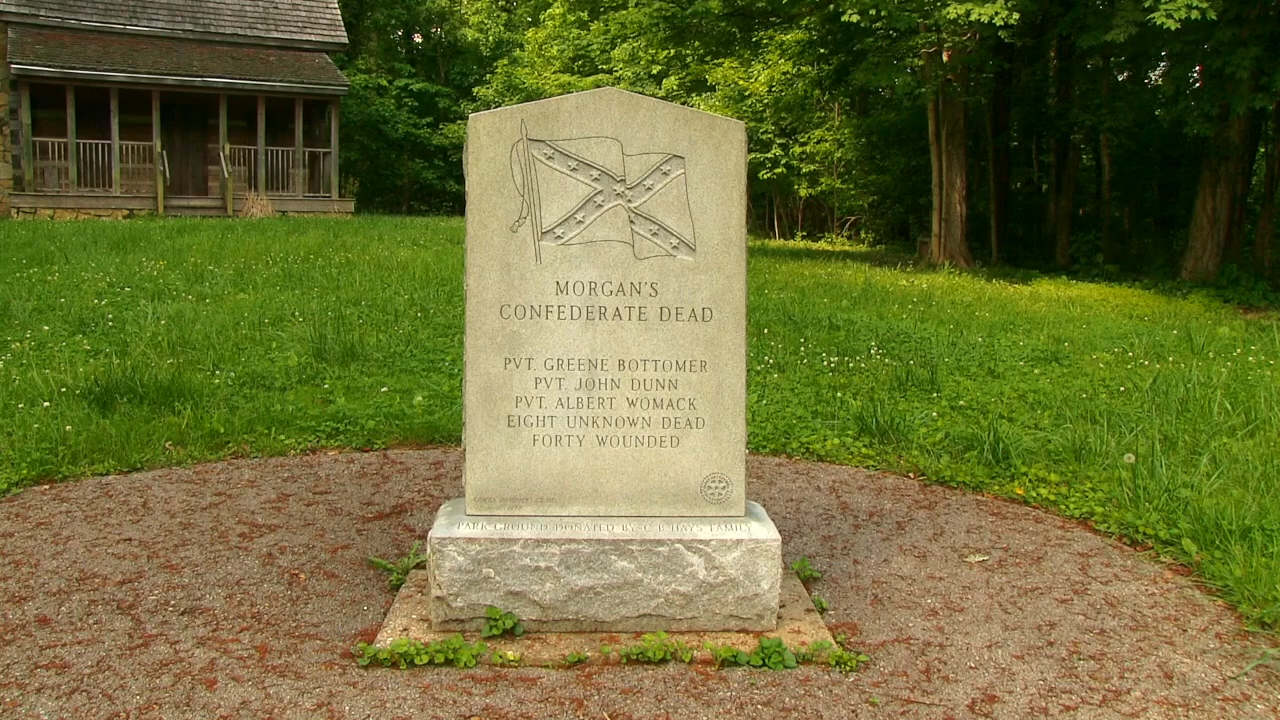 MORGAN'S
CONFEDERATE DEAD
PVT. GREENE BOTTOMER
PVT. JOHN DUNN
PVT. ALBERT WOMACK
EIGHT UNKNOWN DEAD
FORTY WOUNDED
PARK GROUND DONATED BY C B HAYS FAMILY